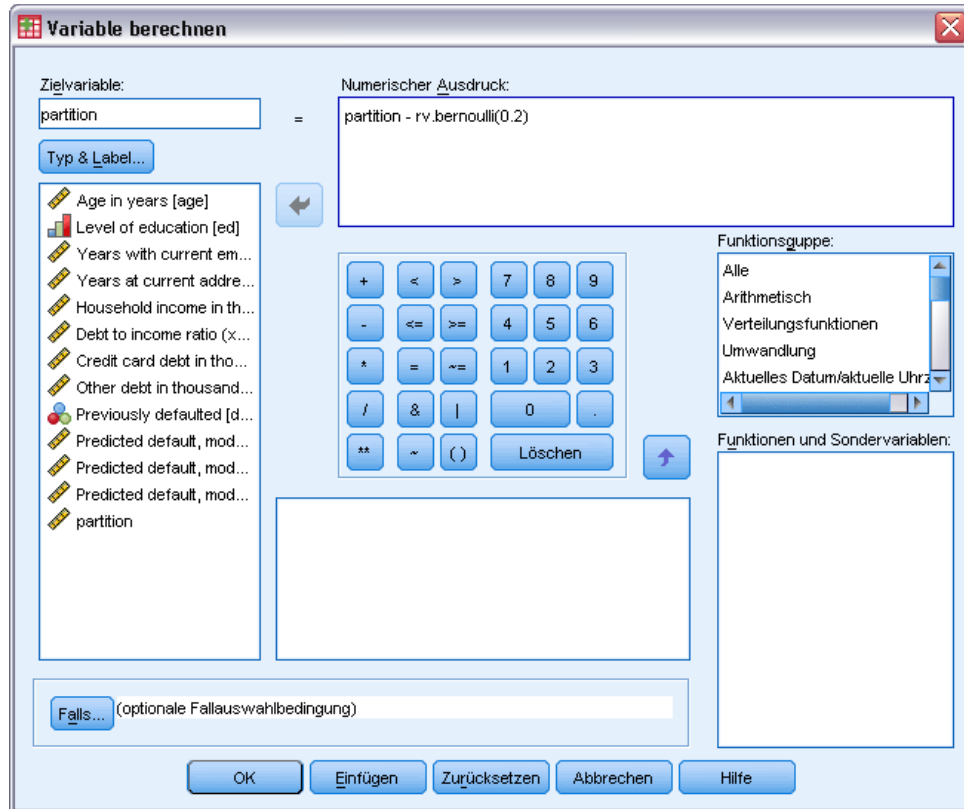 Variable berechnen
Zielvariable:
partition
=
Numerischer Ausdruck:
partition - rv.bernoulli(0.2)
Typ & Label...
Age in years [age]
Level of education [ed]
Years with current em...
Years at current addre...
Household income in th...
Debt to income ratio (x...
Credit card debt in tho...
Other debt in thousand...
Previously defaulted [d...
Predicted default, mod...
Predicted default, mod...
Predicted default, mod...
partition
+ < > 7 8 9
- <= >= 4 5 6
* = ~= 1 2 3
/ & | 0 .
** ~ ( ) Löschen
Funktionsgruppe:
Alle
Arithmetisch
Verteilungsfunktionen
Umwandlung
Aktuelles Datum/aktuelle Uhrz
Funktionen und Sondervariablen:
Falls... (optionale Fallauswahlbedingung)
OK Einfügen Zurücksetzen Abbrechen Hilfe